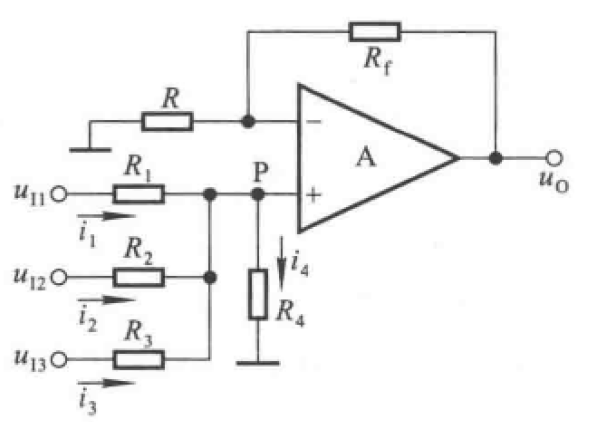 R_f
R
−
A
+
u_O
R_1
P
u_{I1}
i_1
R_2
i_4
u_{I2}
R_4
i_2
R_3
u_{I3}
i_3